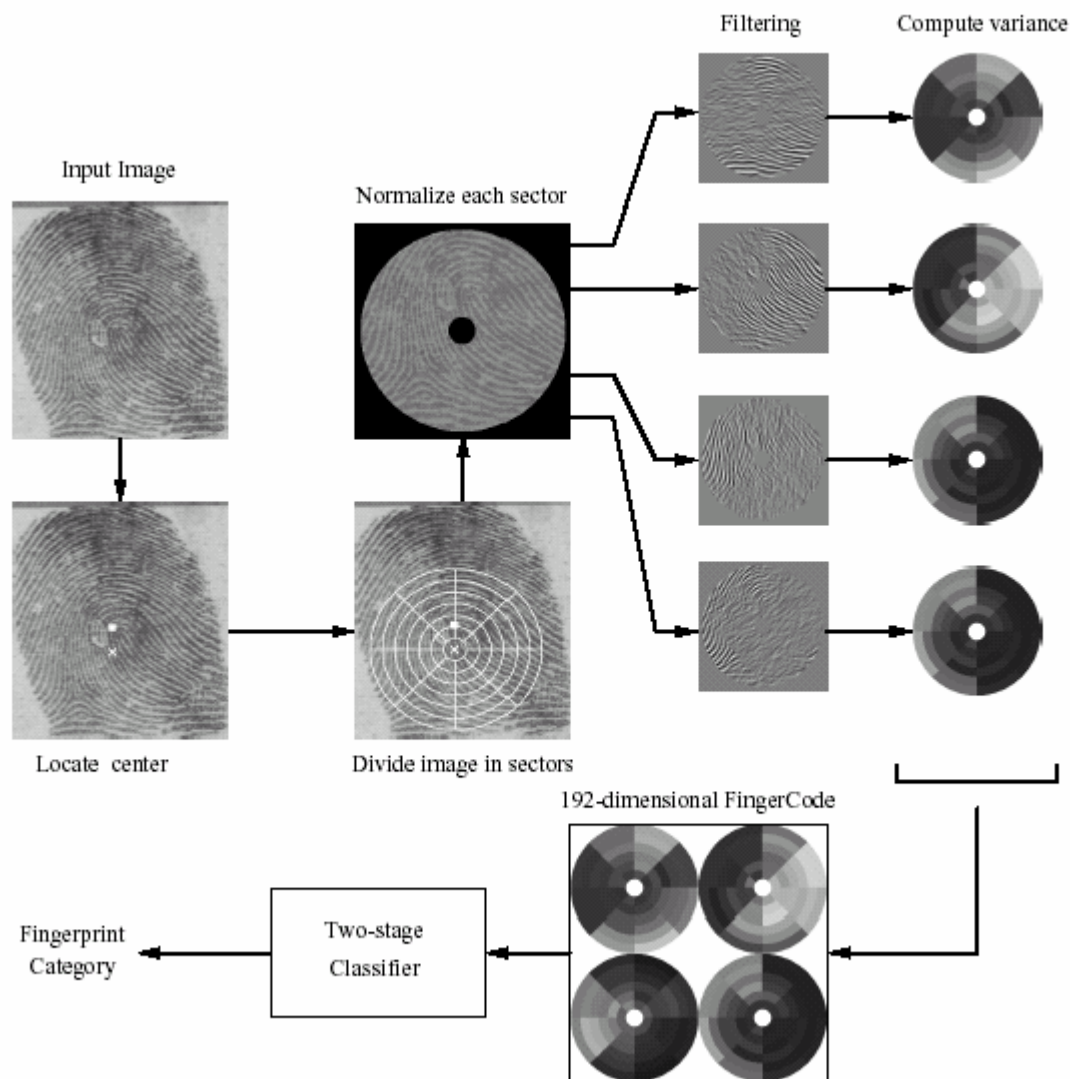 Filtering
Compute variance
Input Image
Normalize each sector
Locate center
Divide image in sectors
192-dimensional FingerCode
Two-stage
Classifier
Fingerprint
Category